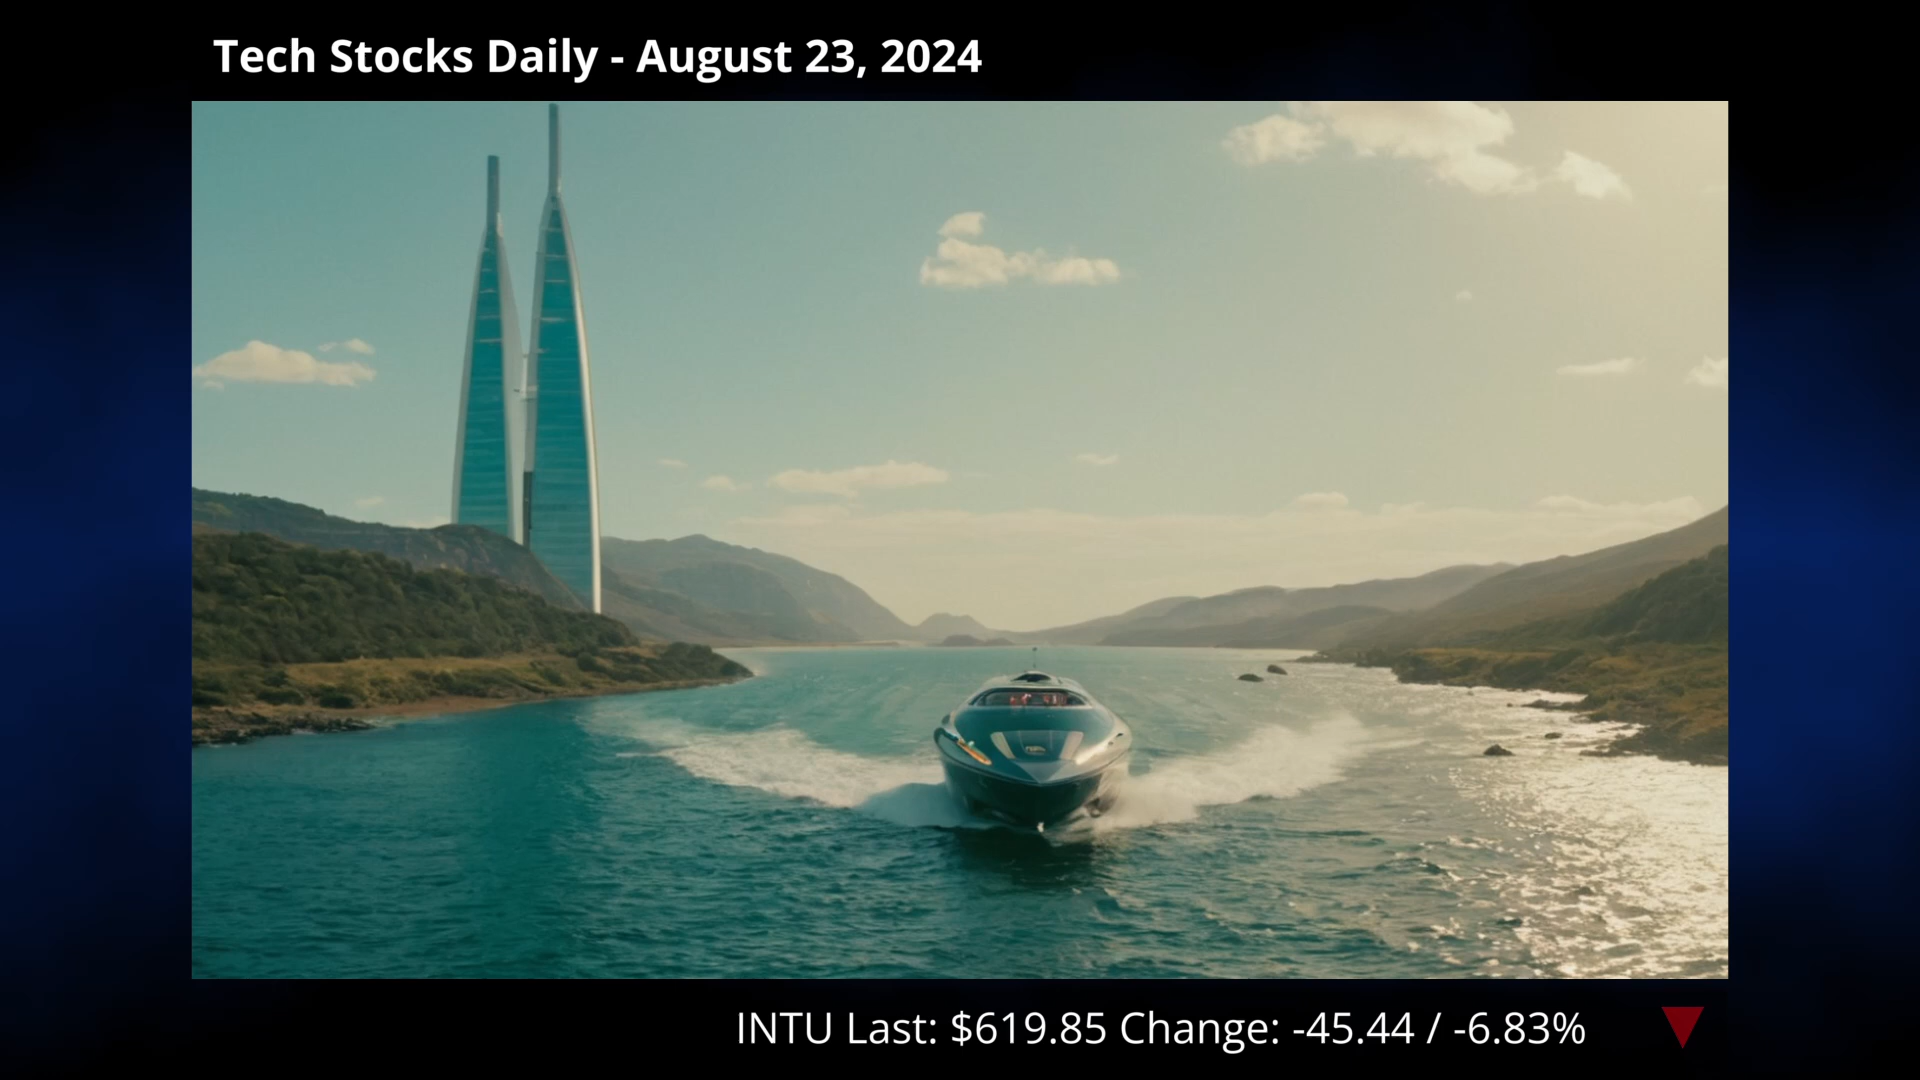 Tech Stocks Daily - August 23, 2024
INTU Last: $619.85 Change: -45.44 / -6.83%